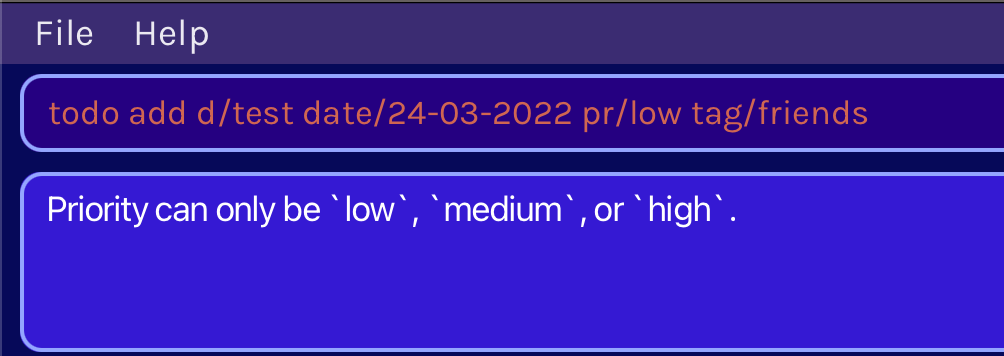 File Help
todo add d/test date/24-03-2022 pr/low tag/friends
Priority can only be `low`, `medium`, or `high`.